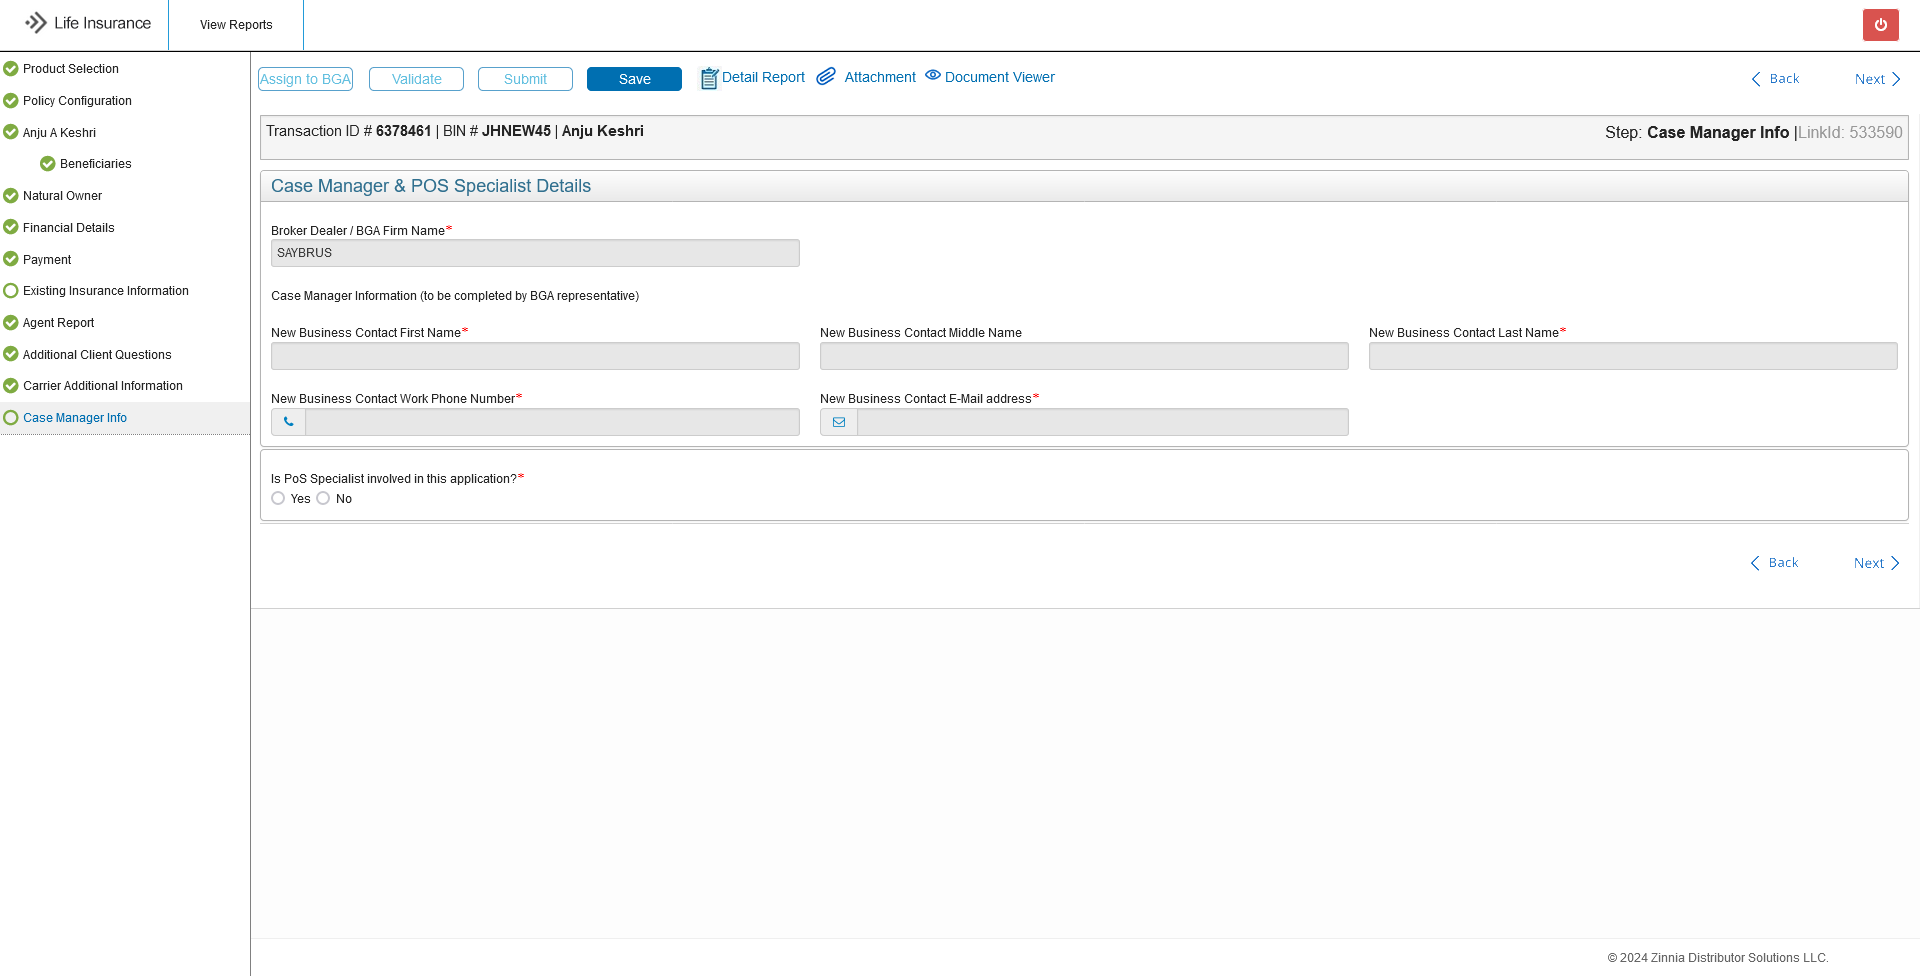 Life Insurance
View Reports
Product Selection
Policy Configuration
Anju A Keshri
Beneficiaries
Natural Owner
Financial Details
Payment
Existing Insurance Information
Agent Report
Additional Client Questions
Carrier Additional Information
Case Manager Info
Assign to BGA Validate Submit Save Detail Report Attachment Document Viewer Back Next
Transaction ID # 6378461 | BIN # JHNEW45 | Anju Keshri
Step: Case Manager Info |LinkId: 533590
Case Manager & POS Specialist Details
Broker Dealer / BGA Firm Name*
SAYBRUS
Case Manager Information (to be completed by BGA representative)
New Business Contact First Name* New Business Contact Middle Name New Business Contact Last Name*
New Business Contact Work Phone Number* New Business Contact E-Mail address*
Is PoS Specialist involved in this application?*
Yes No
Back Next
© 2024 Zinnia Distributor Solutions LLC.